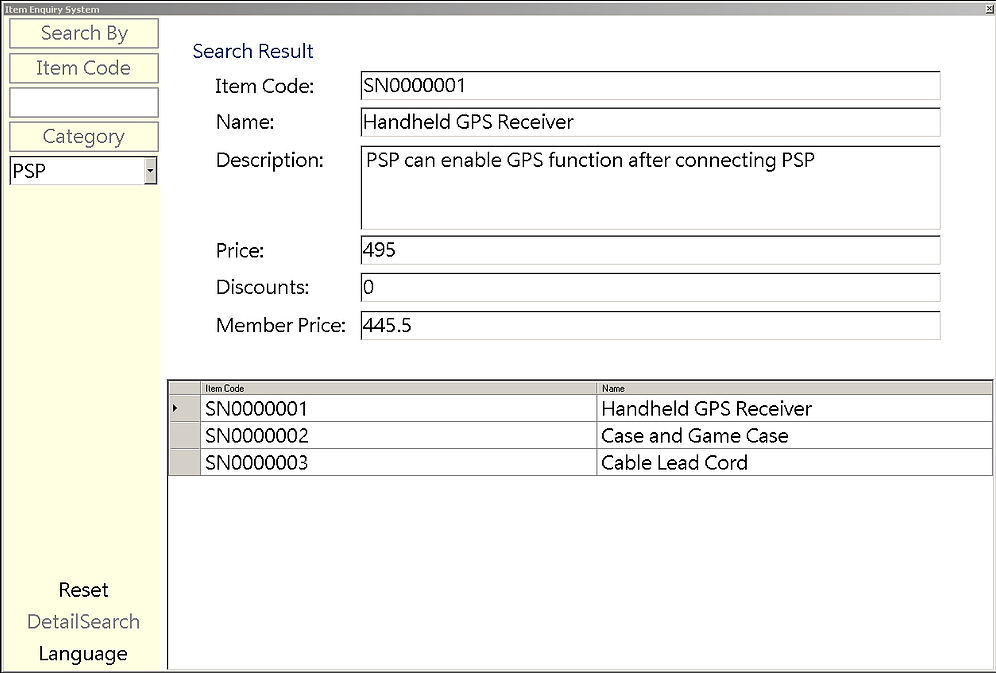 Item Enquiry System
Search By
Item Code
Category
PSP
Reset
DetailSearch
Language
Search Result
Item Code: SN0000001
Name: Handheld GPS Receiver
Description: PSP can enable GPS function after connecting PSP
Price: 495
Discounts: 0
Member Price: 445.5
Item Code Name
SN0000001 Handheld GPS Receiver
SN0000002 Case and Game Case
SN0000003 Cable Lead Cord